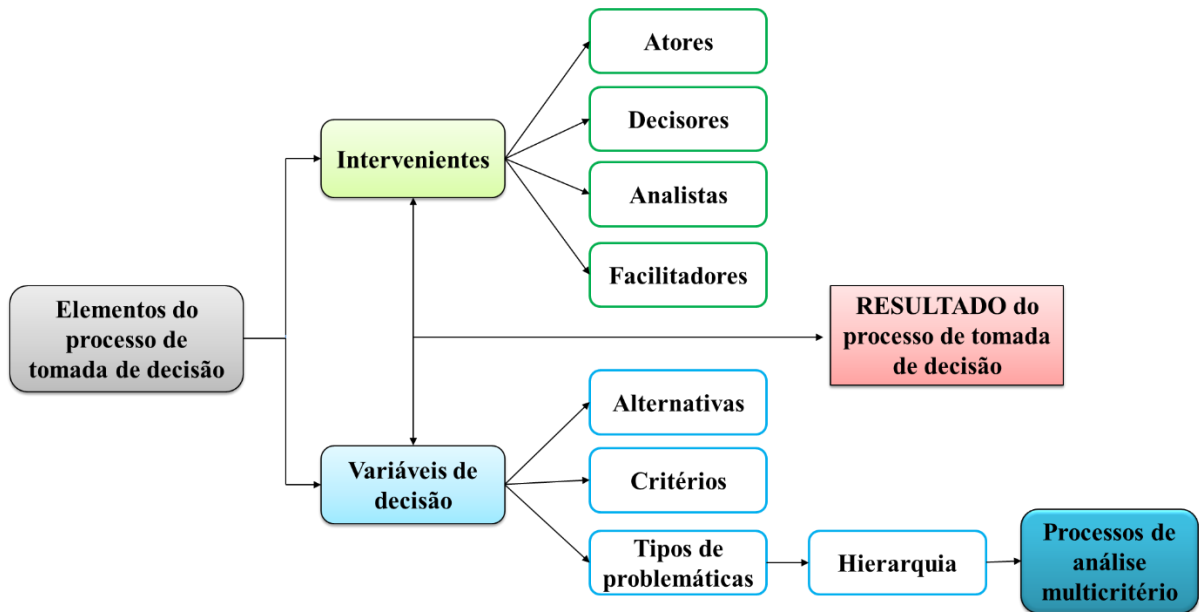 Atores
Decisores
Intervenientes
Analistas
Facilitadores
Elementos do
processo de
tomada de decisão
RESULTADO do
processo de tomada
de decisão
Alternativas
Variáveis de
decisão
Critérios
Tipos de
problemáticas
Hierarquia
Processos de
análise
multicritério